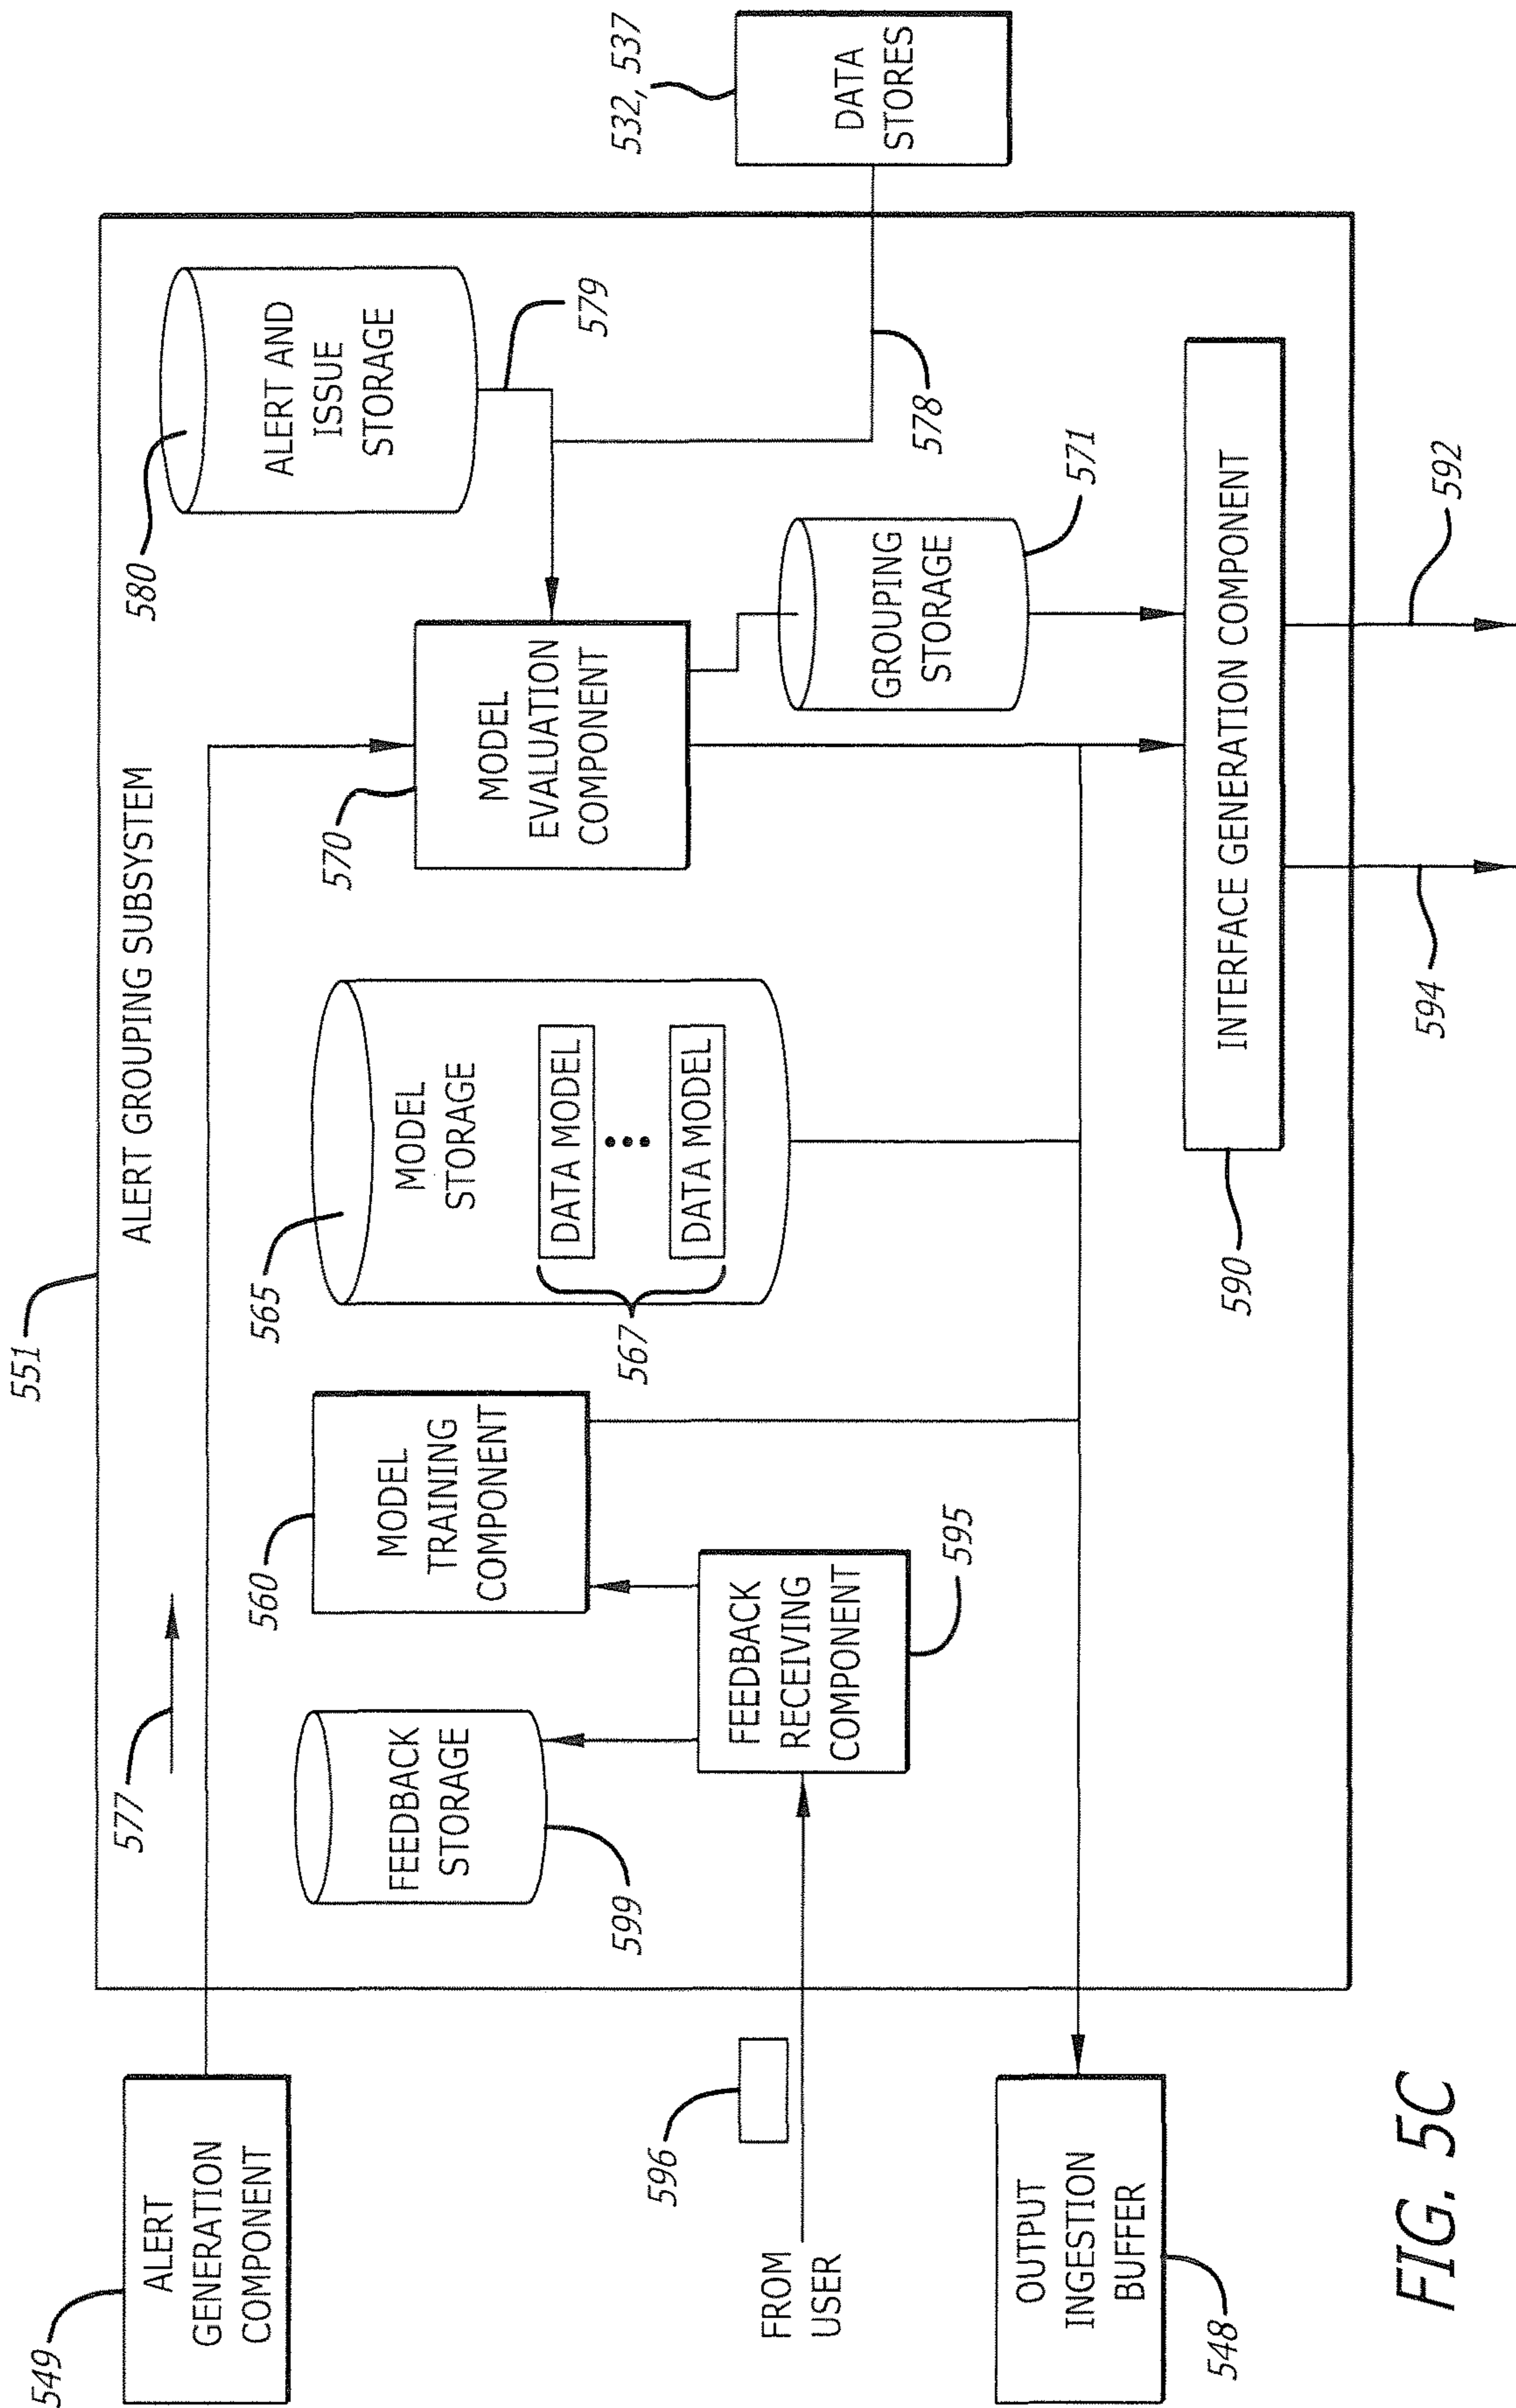 551
ALERT GROUPING SUBSYSTEM
549
ALERT
GENERATION
COMPONENT
577
580
ALERT AND
ISSUE
STORAGE
579
532, 537
DATA
STORES
578
599
FEEDBACK
STORAGE
560
MODEL
TRAINING
COMPONENT
565
MODEL
STORAGE
DATA MODEL
DATA MODEL
567
570
MODEL
EVALUATION
COMPONENT
GROUPING
STORAGE
571
596
FROM
USER
FEEDBACK
RECEIVING
COMPONENT
595
OUTPUT
INGESTION
BUFFER
548
590
INTERFACE GENERATION COMPONENT
594
592
FIG. 5C